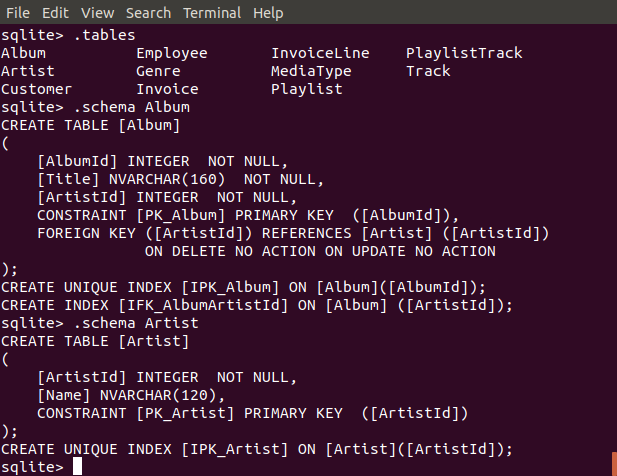 File Edit View Search Terminal Help
sqlite> .tables
Album          Employee       InvoiceLine    PlaylistTrack
Artist         Genre          MediaType      Track
Customer       Invoice        Playlist
sqlite> .schema Album
CREATE TABLE [Album]
(
    [AlbumId] INTEGER  NOT NULL,
    [Title] NVARCHAR(160)  NOT NULL,
    [ArtistId] INTEGER  NOT NULL,
    CONSTRAINT [PK_Album] PRIMARY KEY  ([AlbumId]),
    FOREIGN KEY ([ArtistId]) REFERENCES [Artist] ([ArtistId])
                ON DELETE NO ACTION ON UPDATE NO ACTION
);
CREATE UNIQUE INDEX [IPK_Album] ON [Album]([AlbumId]);
CREATE INDEX [IFK_AlbumArtistId] ON [Album] ([ArtistId]);
sqlite> .schema Artist
CREATE TABLE [Artist]
(
    [ArtistId] INTEGER  NOT NULL,
    [Name] NVARCHAR(120),
    CONSTRAINT [PK_Artist] PRIMARY KEY  ([ArtistId])
);
CREATE UNIQUE INDEX [IPK_Artist] ON [Artist]([ArtistId]);
sqlite>